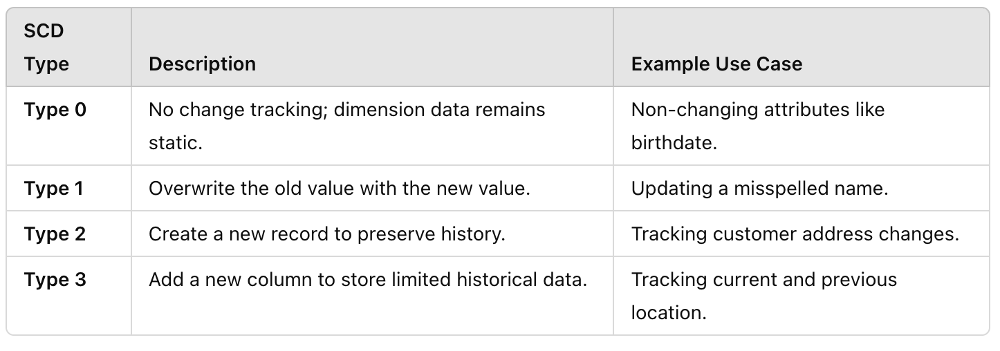 SCD
Type
Description
Example Use Case
Type 0
No change tracking; dimension data remains
static.
Non-changing attributes like
birthdate.
Type 1
Overwrite the old value with the new value.
Updating a misspelled name.
Type 2
Create a new record to preserve history.
Tracking customer address changes.
Type 3
Add a new column to store limited historical data.
Tracking current and previous
location.